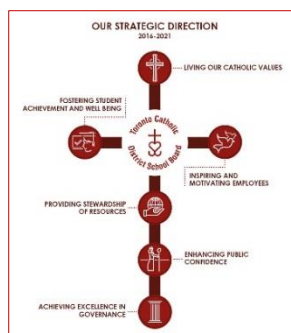 OUR STRATEGIC DIRECTION
2016-2021
LIVING OUR CATHOLIC VALUES
FOSTERING STUDENT
ACHIEVEMENT AND WELL BEING
Toronto Catholic
District School Board
INSPIRING AND
MOTIVATING EMPLOYEES
PROVIDING STEWARDSHIP
OF RESOURCES
ENHANCING PUBLIC
CONFIDENCE
ACHIEVING EXCELLENCE IN
GOVERNANCE